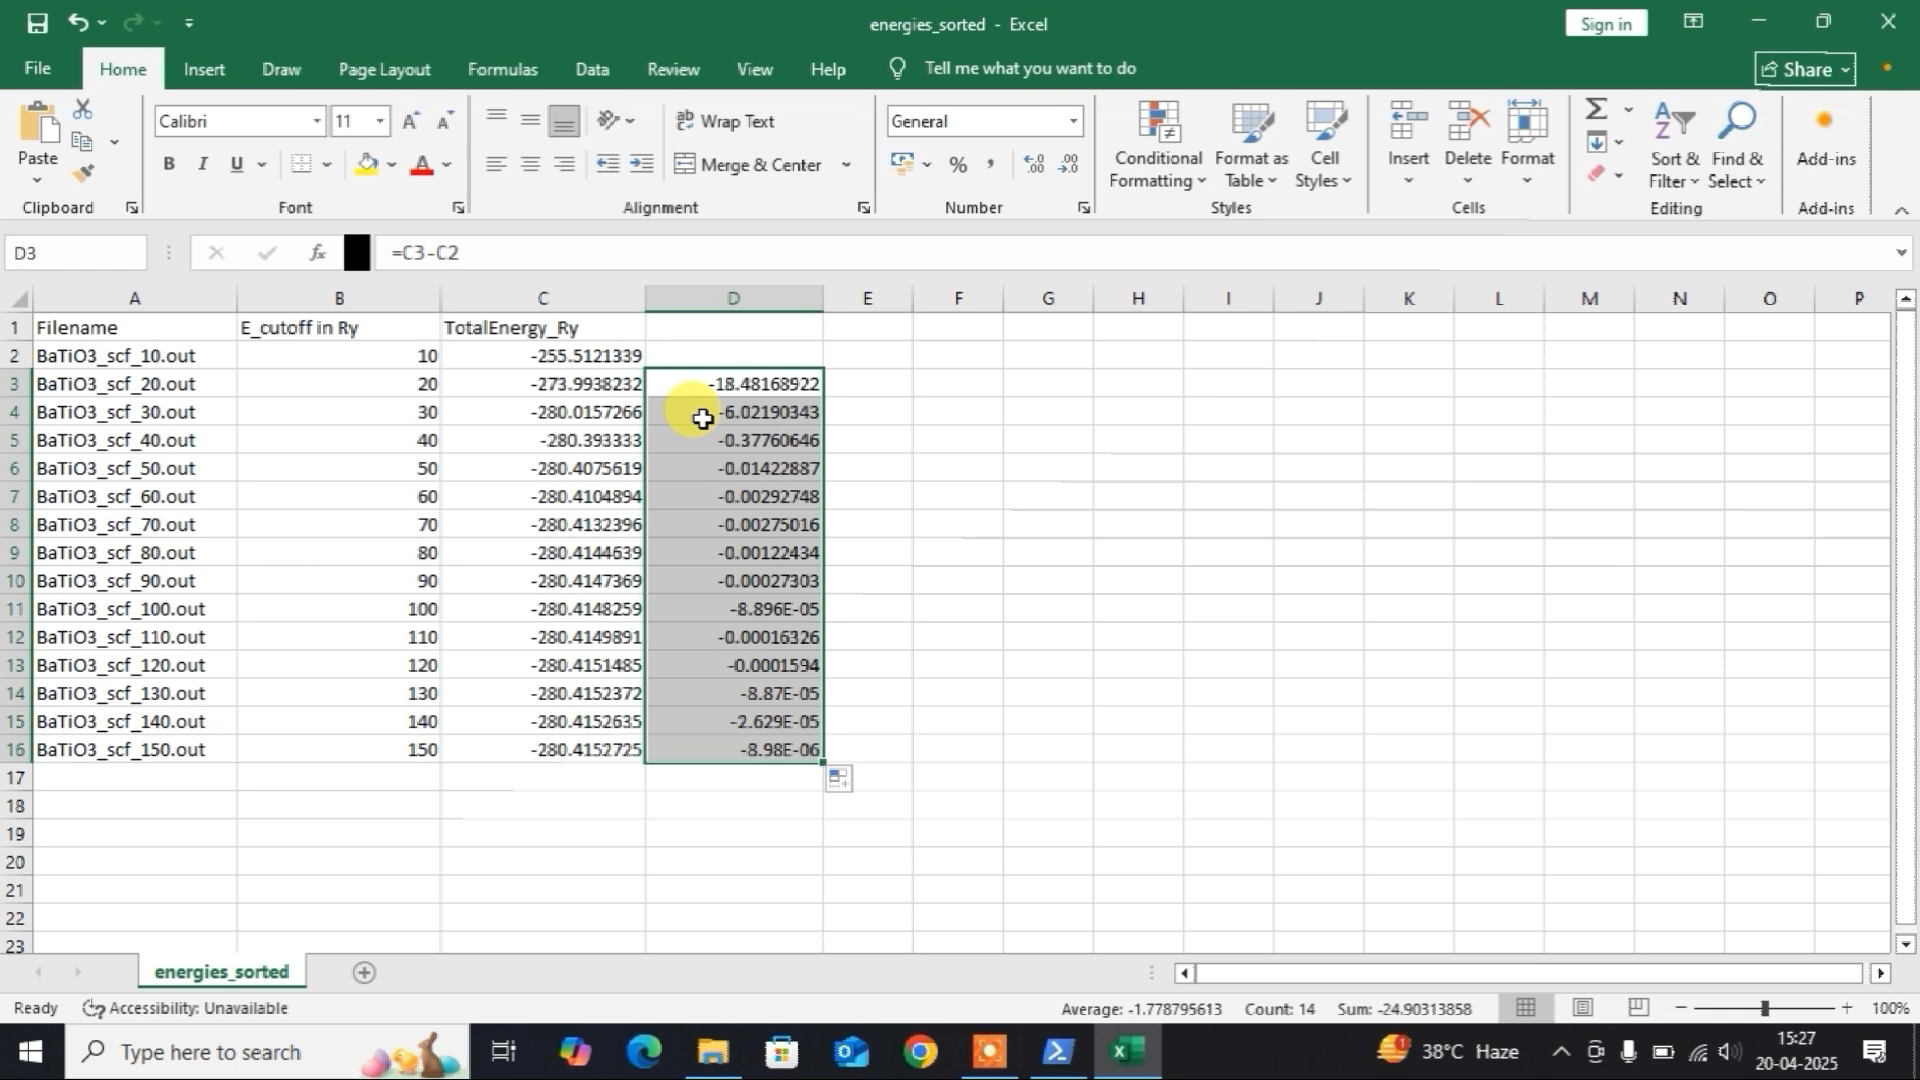 energies_sorted - Excel
Sign in
File Home Insert Draw Page Layout Formulas Data Review View Help Tell me what you want to do Share
Paste
Clipboard
Calibri 11
B I U
Font
Wrap Text
Merge & Center
Alignment
General
%
Number
Conditional Formatting
Format as Table
Cell Styles
Styles
Insert Delete Format
Cells
Sort & Filter
Find & Select
Editing
Add-ins
Add-ins
D3 fx =C3-C2
A B C D E F G H I J K L M N O P
1 Filename E_cutoff in Ry TotalEnergy_Ry
2 BaTiO3_scf_10.out 10 -255.5121339
3 BaTiO3_scf_20.out 20 -273.9938232 -18.48168922
4 BaTiO3_scf_30.out 30 -280.0157266 -6.02190343
5 BaTiO3_scf_40.out 40 -280.393333 -0.37760646
6 BaTiO3_scf_50.out 50 -280.4075619 -0.01422887
7 BaTiO3_scf_60.out 60 -280.4104894 -0.00292748
8 BaTiO3_scf_70.out 70 -280.4132396 -0.00275016
9 BaTiO3_scf_80.out 80 -280.4144639 -0.00122434
10 BaTiO3_scf_90.out 90 -280.4147369 -0.00027303
11 BaTiO3_scf_100.out 100 -280.4148259 -8.896E-05
12 BaTiO3_scf_110.out 110 -280.4149891 -0.00016326
13 BaTiO3_scf_120.out 120 -280.4151485 -0.0001594
14 BaTiO3_scf_130.out 130 -280.4152372 -8.87E-05
15 BaTiO3_scf_140.out 140 -280.4152635 -2.629E-05
16 BaTiO3_scf_150.out 150 -280.4152725 -8.98E-06
17
18
19
20
21
22
23
energies_sorted
Ready Accessibility: Unavailable Average: -1.778795613 Count: 14 Sum: -24.90313858 100%
Type here to search 38°C Haze 15:27
20-04-2025